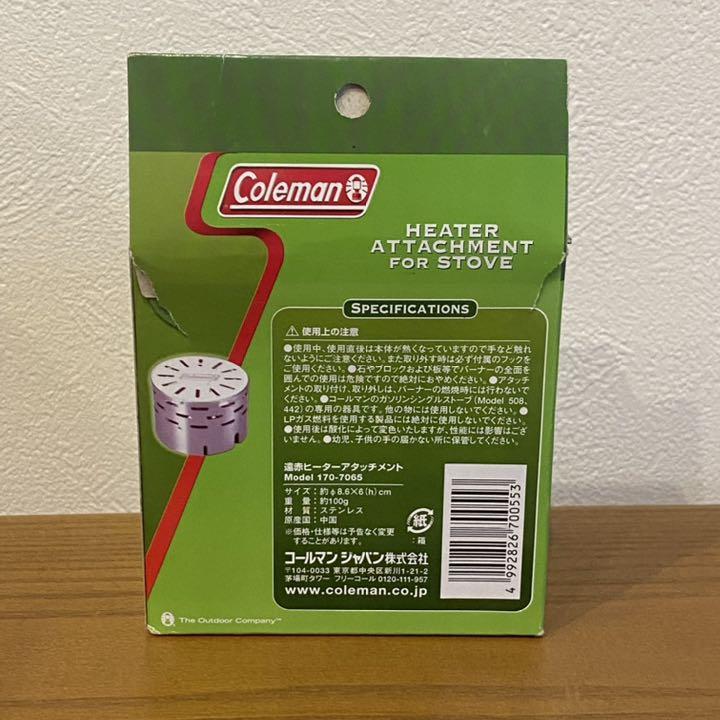 Coleman
HEATER
ATTACHMENT
FOR STOVE
SPECIFICATIONS
⚠使用上の注意
●使用中、使用直後は本体が熱くなっていますので手など触れ
ないようにご注意ください。また取り外す時は必ず付属のフックを
ご使用ください。●石やブロックおよび板等でバーナーの全面を
囲んでの使用は危険ですので絶対におやめください。●アタッチ
メントの取り付け、取り外しは、バーナーの燃焼時には行わないで
ください。●コールマンのガソリンシングルストーブ(Model 508、
442)の専用の器具です。他の物には使用しないでください。●
LPガス燃料を使用する製品には絶対に使用しないでください。
●使用後は酸化によって変色いたしますが、性能には影響はござ
いません。●幼児、子供の手の届かない所に保管してください。
遠赤ヒーターアタッチメント
Model 170-7065
サイズ:約φ8.6×6(h)cm
重 量:約100g
材 質:ステンレス
原産国:中国
※価格・仕様等は予告なく変更
することがあります。
紙
:箱
コールマン ジャパン株式会社
〒104-0033 東京都中央区新川1-21-2
茅場町タワー フリーコール 0120-111-957
www.coleman.co.jp
4 992826 700553
The Outdoor Company™